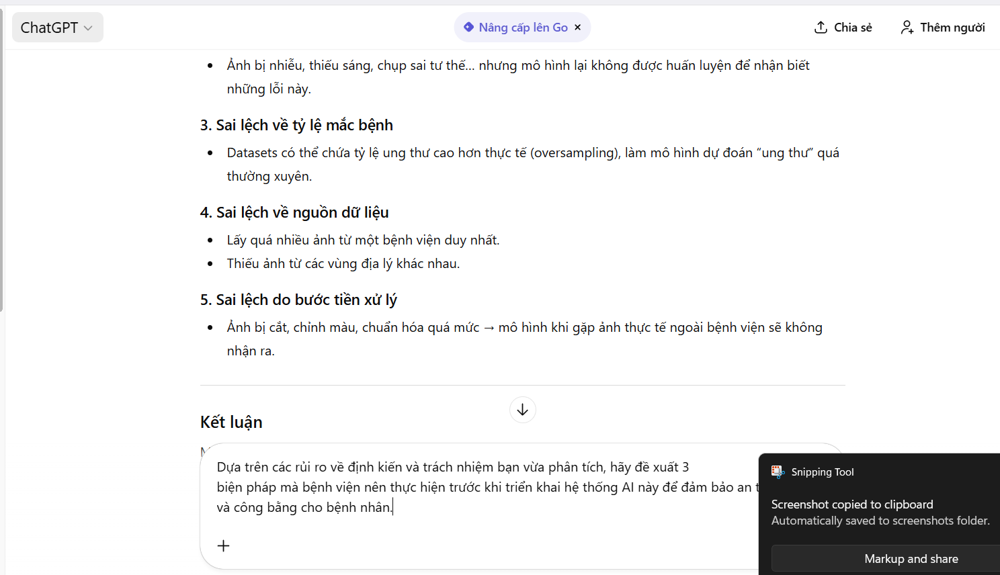 ChatGPT
Nâng cấp lên Go ×
Chia sẻ
Thêm người
Ảnh bị nhiễu, thiếu sáng, chụp sai tư thế… nhưng mô hình lại không được huấn luyện để nhận biết
những lỗi này.
3. Sai lệch về tỷ lệ mắc bệnh
Datasets có thể chứa tỷ lệ ung thư cao hơn thực tế (oversampling), làm mô hình dự đoán “ung thư” quá
thường xuyên.
4. Sai lệch về nguồn dữ liệu
Lấy quá nhiều ảnh từ một bệnh viện duy nhất.
Thiếu ảnh từ các vùng địa lý khác nhau.
5. Sai lệch do bước tiền xử lý
Ảnh bị cắt, chỉnh màu, chuẩn hóa quá mức → mô hình khi gặp ảnh thực tế ngoài bệnh viện sẽ không
nhận ra.
Kết luận
Dựa trên các rủi ro về định kiến và trách nhiệm bạn vừa phân tích, hãy đề xuất 3
biện pháp mà bệnh viện nên thực hiện trước khi triển khai hệ thống AI này để đảm bảo an
và công bằng cho bệnh nhân.
Snipping Tool
Screenshot copied to clipboard
Automatically saved to screenshots folder.
Markup and share